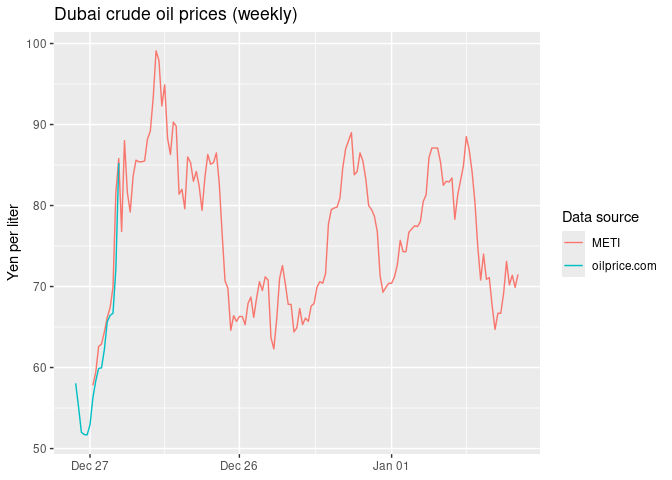 Dubai crude oil prices (weekly)
100
90
80
70
60
50
Yen per liter
Dec 27
Dec 26
Jan 01
Data source
METI
oilprice.com